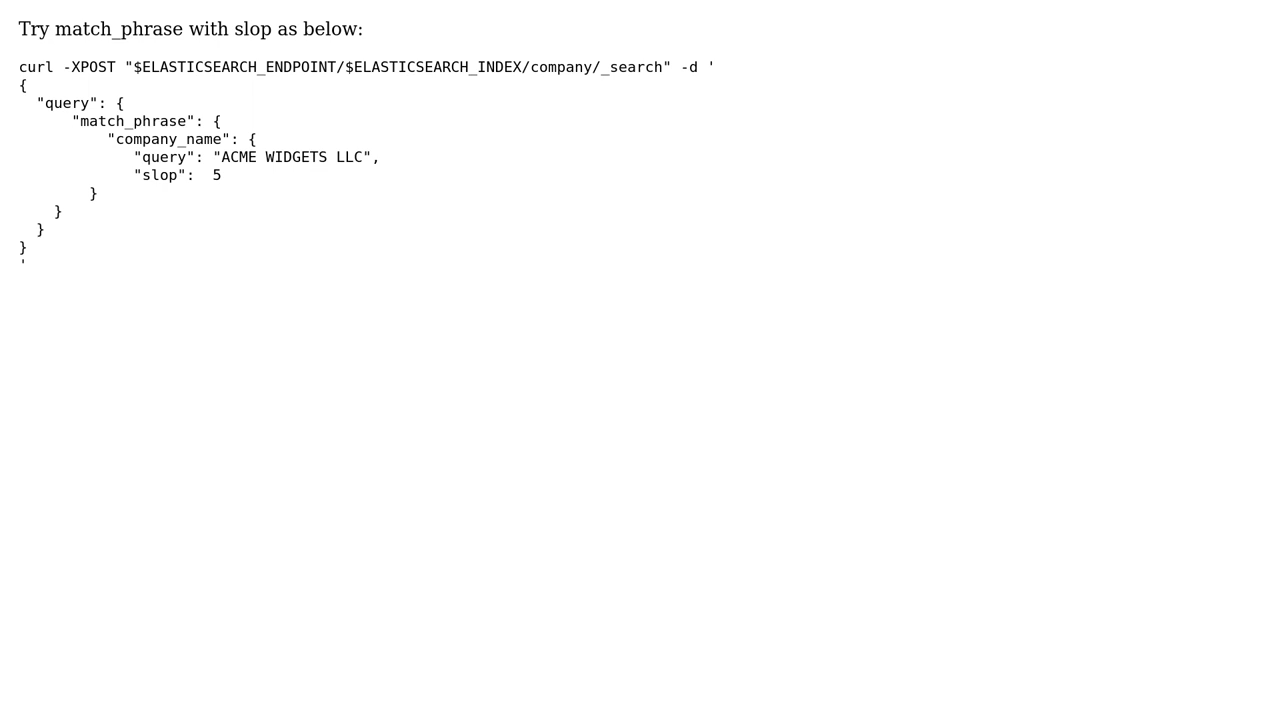 Try match_phrase with slop as below:
curl -XPOST "$ELASTICSEARCH_ENDPOINT/$ELASTICSEARCH_INDEX/company/_search" -d '
{
  "query": {
      "match_phrase": {
          "company_name": {
             "query": "ACME WIDGETS LLC",
             "slop":  5
        }
    }
  }
}
'